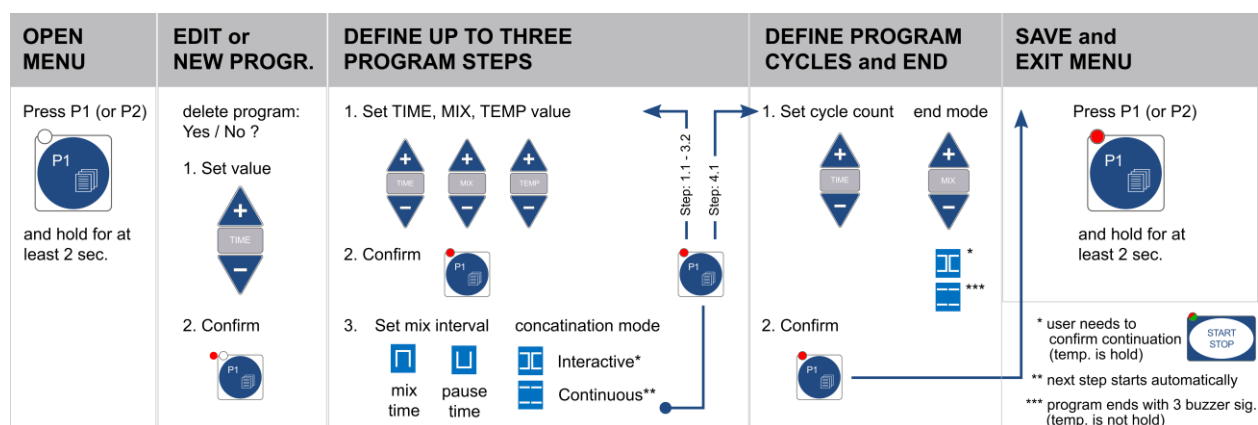 OPEN
MENU
EDIT or
NEW PROGR.
DEFINE UP TO THREE
PROGRAM STEPS
DEFINE PROGRAM
CYCLES and END
SAVE and
EXIT MENU
Press P1 (or P2)
P1
and hold for at
least 2 sec.
delete program:
Yes / No ?
1. Set value
+
TIME
−
2. Confirm
P1
1. Set TIME, MIX, TEMP value
+ + +
TIME MIX TEMP
− − −
2. Confirm
P1
3. Set mix interval concatination mode
mix
time
pause
time
Interactive*
Continuous**
Step: 1.1 - 3.2
Step: 4.1
P1
1. Set cycle count end mode
+ +
TIME MIX
− −
*
***
2. Confirm
P1
Press P1 (or P2)
P1
and hold for at
least 2 sec.
* user needs to
confirm continuation
(temp. is hold)
START
STOP
** next step starts automatically
*** program ends with 3 buzzer sig.
(temp. is not hold)